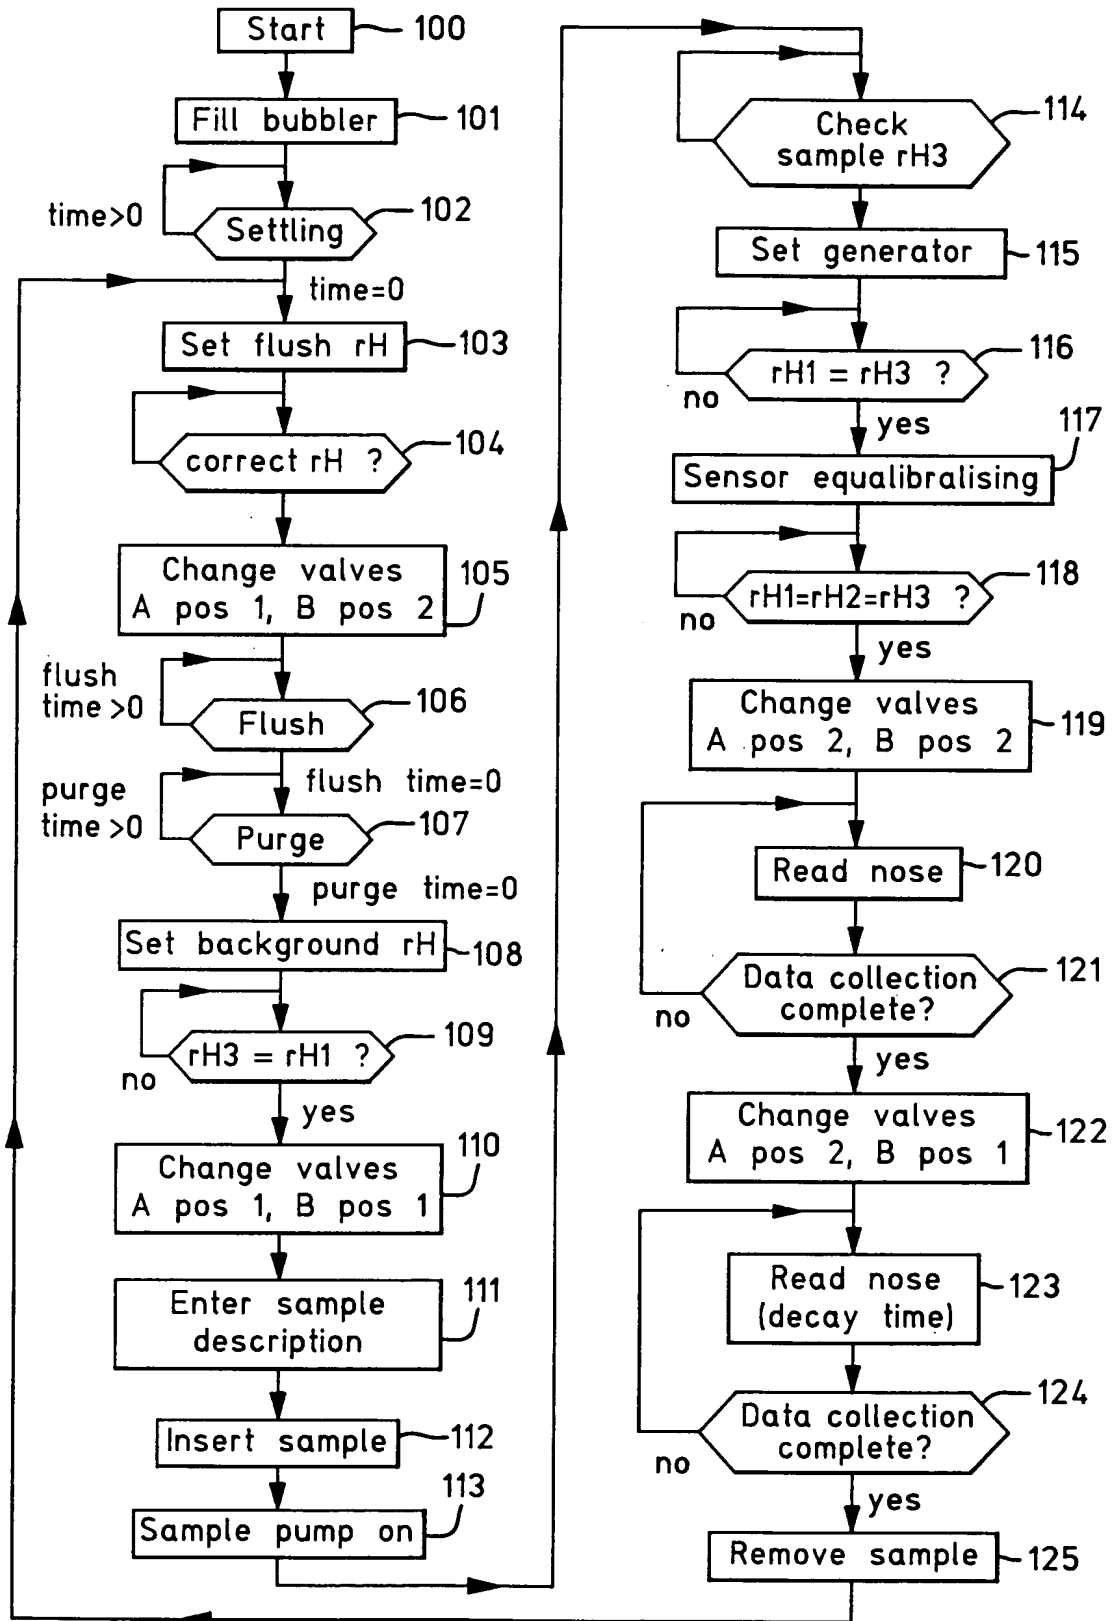 Start
100
Fill bubbler
101
time>0
Settling
102
time=0
Set flush rH
103
correct rH ?
104
Change valves
A pos 1, B pos 2
105
flush
time>0
Flush
106
flush time=0
purge
time>0
Purge
107
purge time=0
Set background rH
108
rH3 = rH1 ?
109
no
yes
Change valves
A pos 1, B pos 1
110
Enter sample
description
111
Insert sample
112
Sample pump on
113
Check
sample rH3
114
Set generator
115
rH1 = rH3 ?
116
no
yes
Sensor equalibralising
117
rH1=rH2=rH3 ?
118
no
yes
Change valves
A pos 2, B pos 2
119
Read nose
120
Data collection
complete?
121
no
yes
Change valves
A pos 2, B pos 1
122
Read nose
(decay time)
123
Data collection
complete?
124
no
yes
Remove sample
125